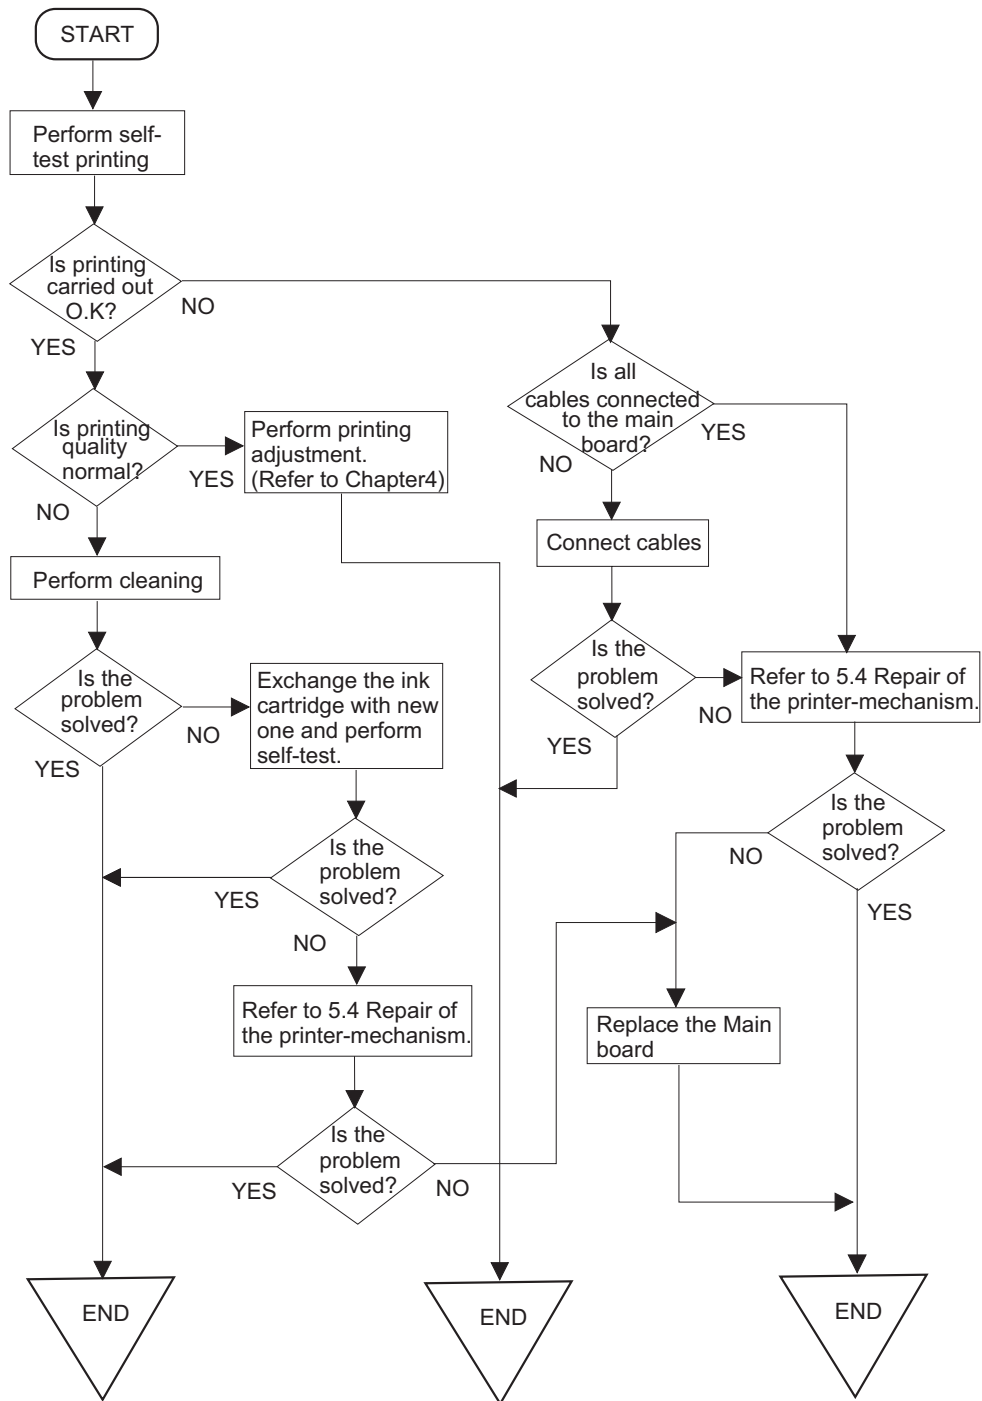 START
Perform self-
test printing
Is printing
carried out
O.K?
NO
YES
Is all
cables connected
to the main
board?
YES
NO
Is printing
quality
normal?
YES
NO
Perform printing
adjustment.
(Refer to Chapter4)
Connect cables
Perform cleaning
Is the
problem
solved?
NO
YES
Exchange the ink
cartridge with new
one and perform
self-test.
Is the
problem
solved?
NO
YES
Refer to 5.4 Repair of
the printer-mechanism.
Is the
problem
solved?
NO
YES
Is the
problem
solved?
YES
NO
Refer to 5.4 Repair of
the printer-mechanism.
Replace the Main
board
Is the
problem
solved?
YES
NO
END
END
END